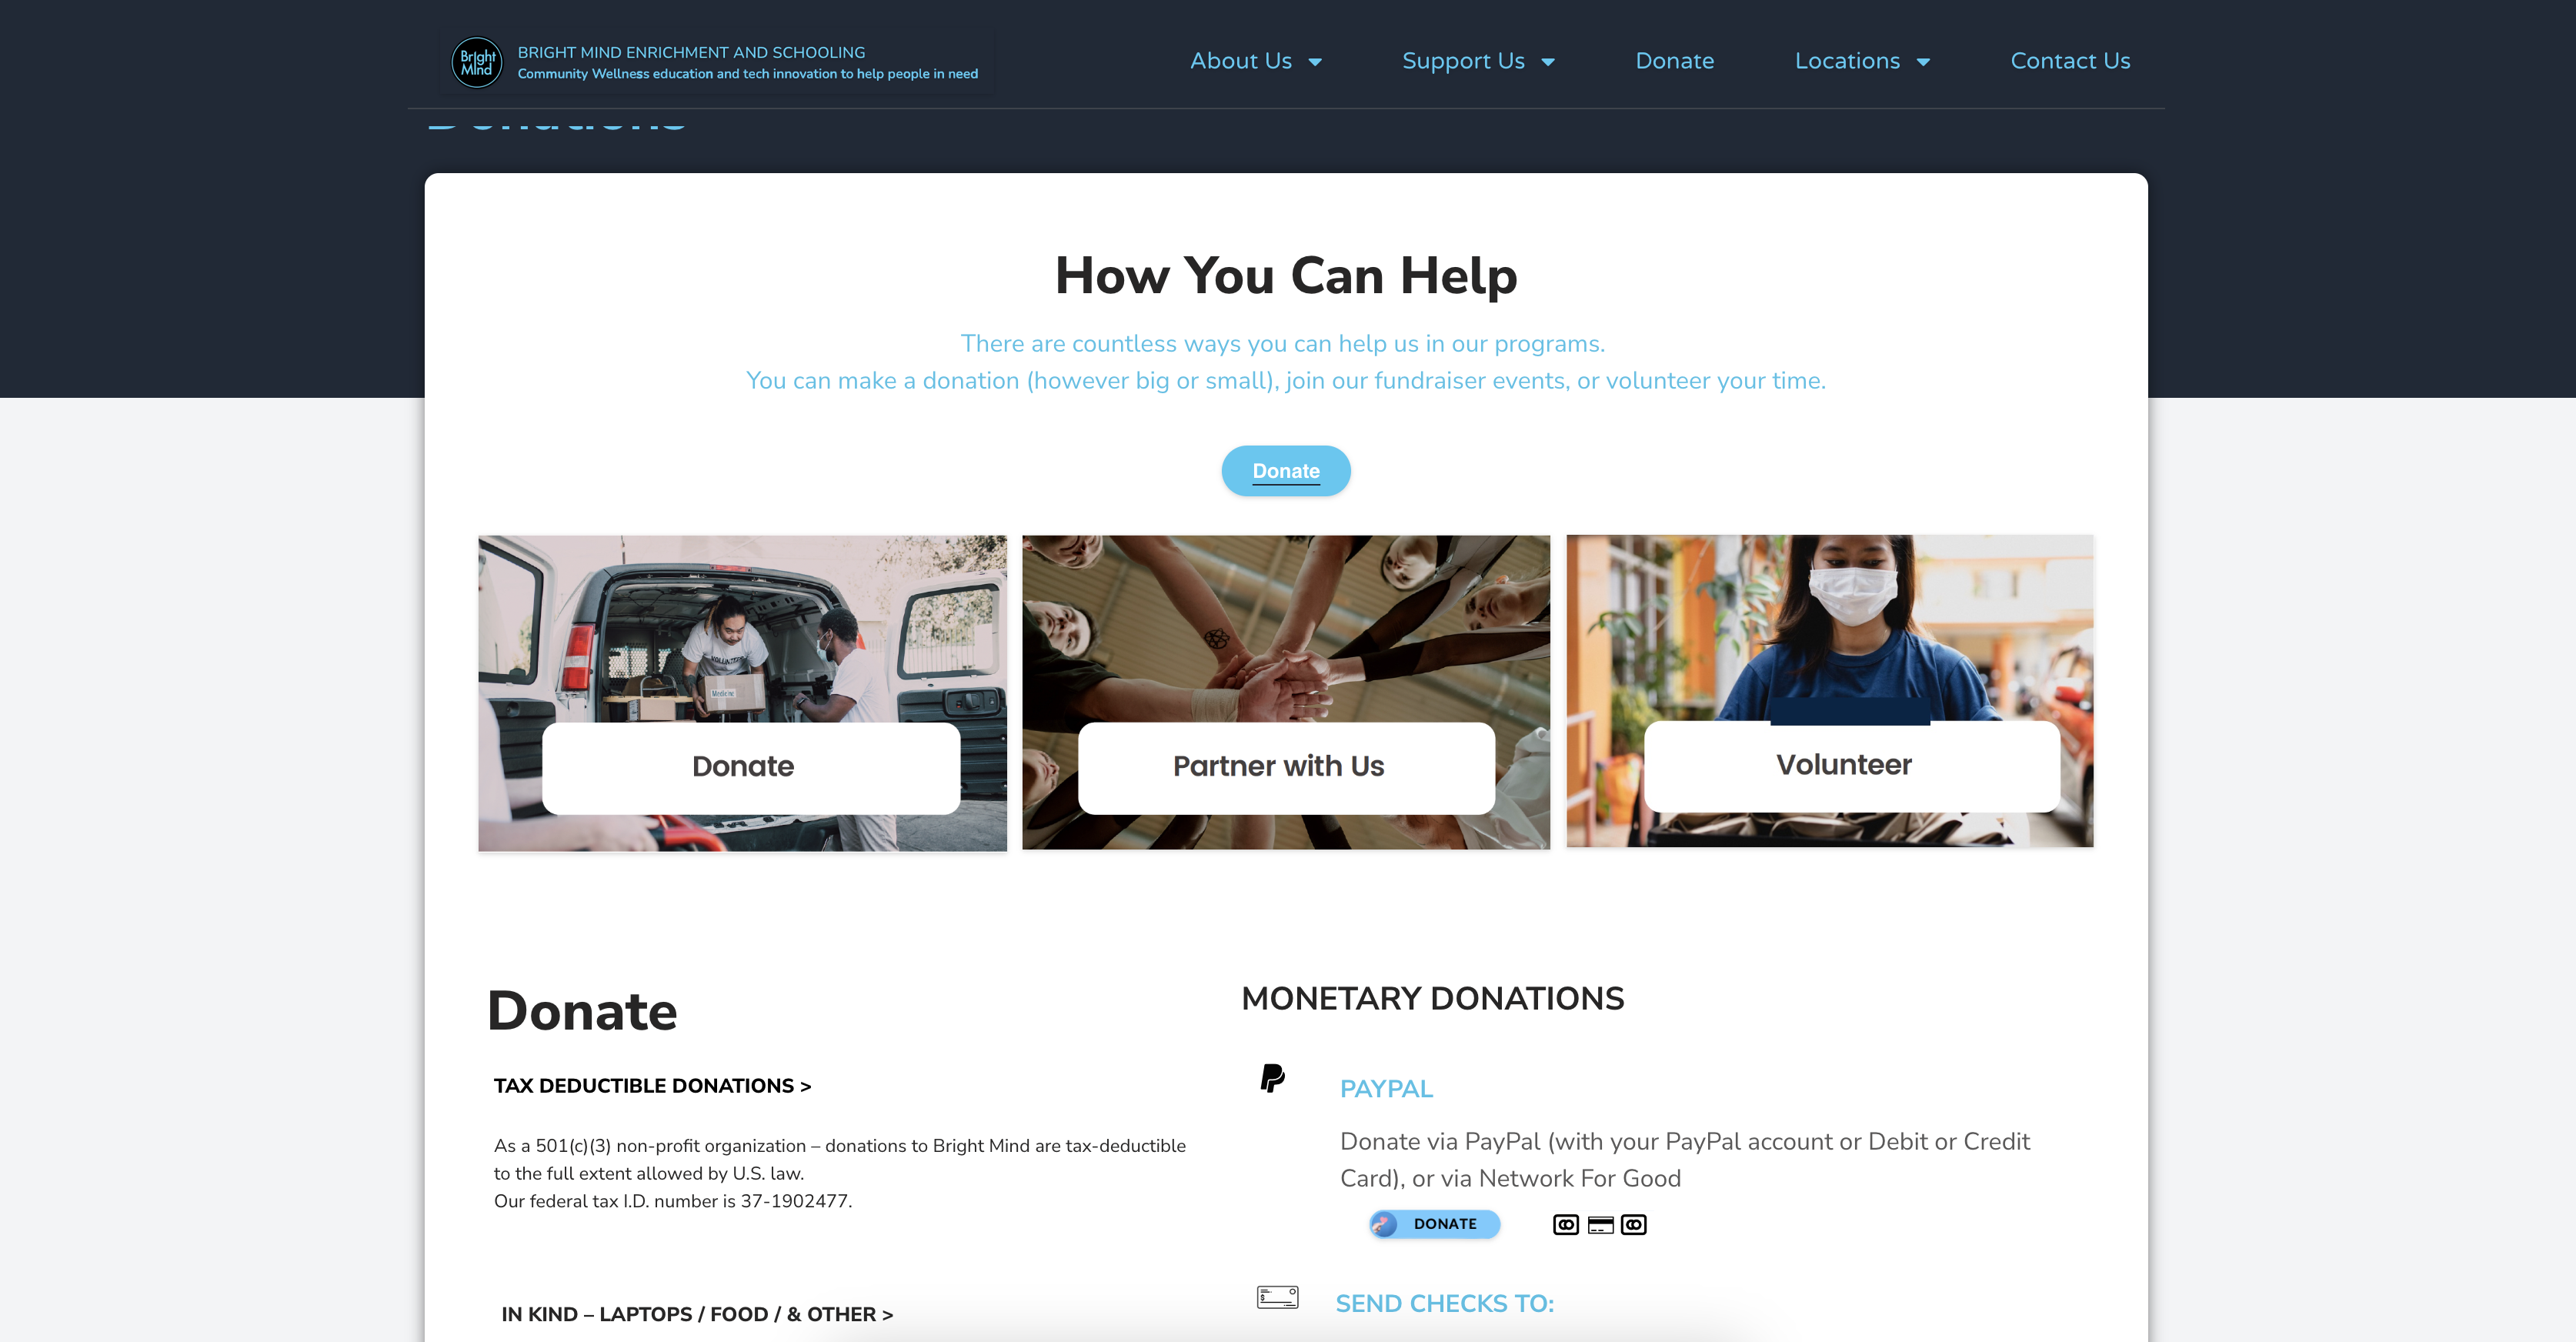 Bright
Mind
BRIGHT MIND ENRICHMENT AND SCHOOLING
Community Wellness education and tech innovation to help people in need
About Us
Support Us
Donate
Locations
Contact Us
How You Can Help
There are countless ways you can help us in our programs.
You can make a donation (however big or small), join our fundraiser events, or volunteer your time.
Donate
VOLUNTEER
Medicine
Donate
Partner with Us
Volunteer
Donate
TAX DEDUCTIBLE DONATIONS >
As a 501(c)(3) non-profit organization – donations to Bright Mind are tax-deductible
to the full extent allowed by U.S. law.
Our federal tax I.D. number is 37-1902477.
IN KIND – LAPTOPS / FOOD / & OTHER >
MONETARY DONATIONS
PAYPAL
Donate via PayPal (with your PayPal account or Debit or Credit
Card), or via Network For Good
DONATE
SEND CHECKS TO: